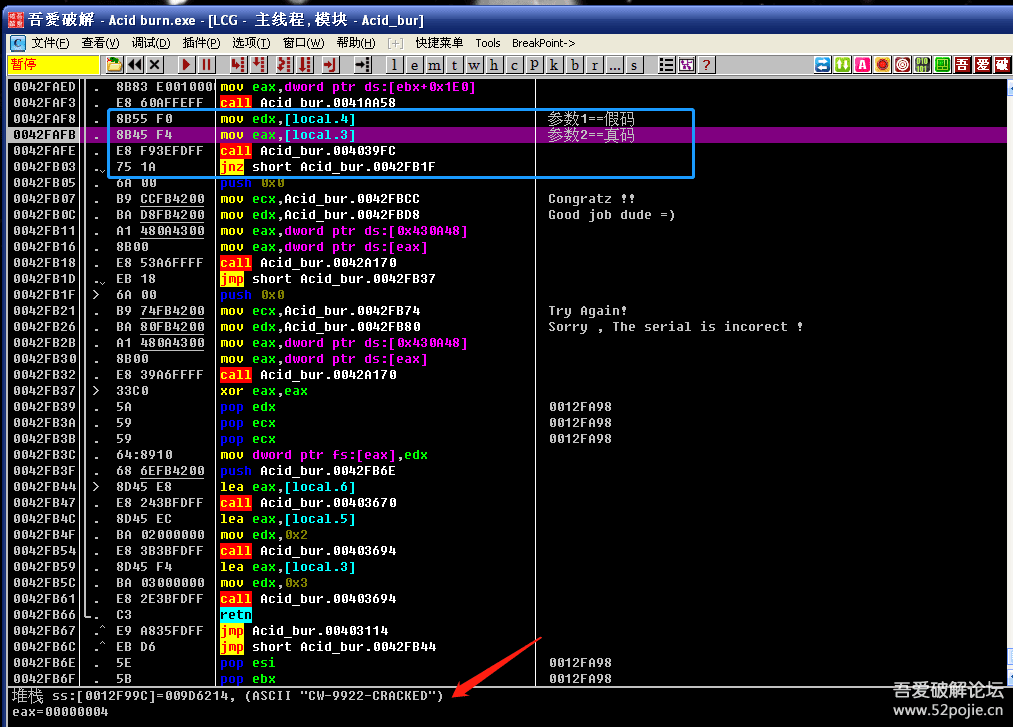 吾爱破解 - Acid burn.exe - [LCG - 主线程, 模块 - Acid_bur]
C 文件(F) 查看(V) 调试(D) 插件(P) 选项(T) 窗口(W) 帮助(H) [+] 快捷菜单 Tools BreakPoint->
暂停 l e m t w h c P k b r ... s ? A 吾 爱 破
0042FAED . 8B83 E001000 mov eax,dword ptr ds:[ebx+0x1E0]
0042FAF3 . E8 60AFFEFF call Acid_bur.0041AA58
0042FAF8 . 8B55 F0 mov edx,[local.4] 参数1==假码
0042FAFB . 8B45 F4 mov eax,[local.3] 参数2==真码
0042FAFE . E8 F93EFDFF call Acid_bur.004039FC
0042FB03 . 75 1A jnz short Acid_bur.0042FB1F
0042FB05 . 6A 00 push 0x0
0042FB07 . B9 CCFB4200 mov ecx,Acid_bur.0042FBCC Congratz !!
0042FB0C . BA D8FB4200 mov edx,Acid_bur.0042FBD8 Good job dude =)
0042FB11 . A1 480A4300 mov eax,dword ptr ds:[0x430A48]
0042FB16 . 8B00 mov eax,dword ptr ds:[eax]
0042FB18 . E8 53A6FFFF call Acid_bur.0042A170
0042FB1D . EB 18 jmp short Acid_bur.0042FB37
0042FB1F > 6A 00 push 0x0
0042FB21 . B9 74FB4200 mov ecx,Acid_bur.0042FB74 Try Again!
0042FB26 . BA 80FB4200 mov edx,Acid_bur.0042FB80 Sorry , The serial is incorect !
0042FB2B . A1 480A4300 mov eax,dword ptr ds:[0x430A48]
0042FB30 . 8B00 mov eax,dword ptr ds:[eax]
0042FB32 . E8 39A6FFFF call Acid_bur.0042A170
0042FB37 > 33C0 xor eax,eax
0042FB39 . 5A pop edx 0012FA98
0042FB3A . 59 pop ecx 0012FA98
0042FB3B . 59 pop ecx 0012FA98
0042FB3C . 64:8910 mov dword ptr fs:[eax],edx
0042FB3F . 68 6EFB4200 push Acid_bur.0042FB6E
0042FB44 > 8D45 E8 lea eax,[local.6]
0042FB47 . E8 243BFDFF call Acid_bur.00403670
0042FB4C . 8D45 EC lea eax,[local.5]
0042FB4F . BA 02000000 mov edx,0x2
0042FB54 . E8 3B3BFDFF call Acid_bur.00403694
0042FB59 . 8D45 F4 lea eax,[local.3]
0042FB5C . BA 03000000 mov edx,0x3
0042FB61 . E8 2E3BFDFF call Acid_bur.00403694
0042FB66 . C3 retn
0042FB67 .^ E9 A835FDFF jmp Acid_bur.00403114
0042FB6C .^ EB D6 jmp short Acid_bur.0042FB44
0042FB6E . 5E pop esi 0012FA98
0042FB6F . 5B pop ebx 0012FA98
堆栈 ss:[0012F99C]=009D6214, (ASCII "CW-9922-CRACKED")
eax=00000004
吾爱破解论坛
www.52pojie.cn